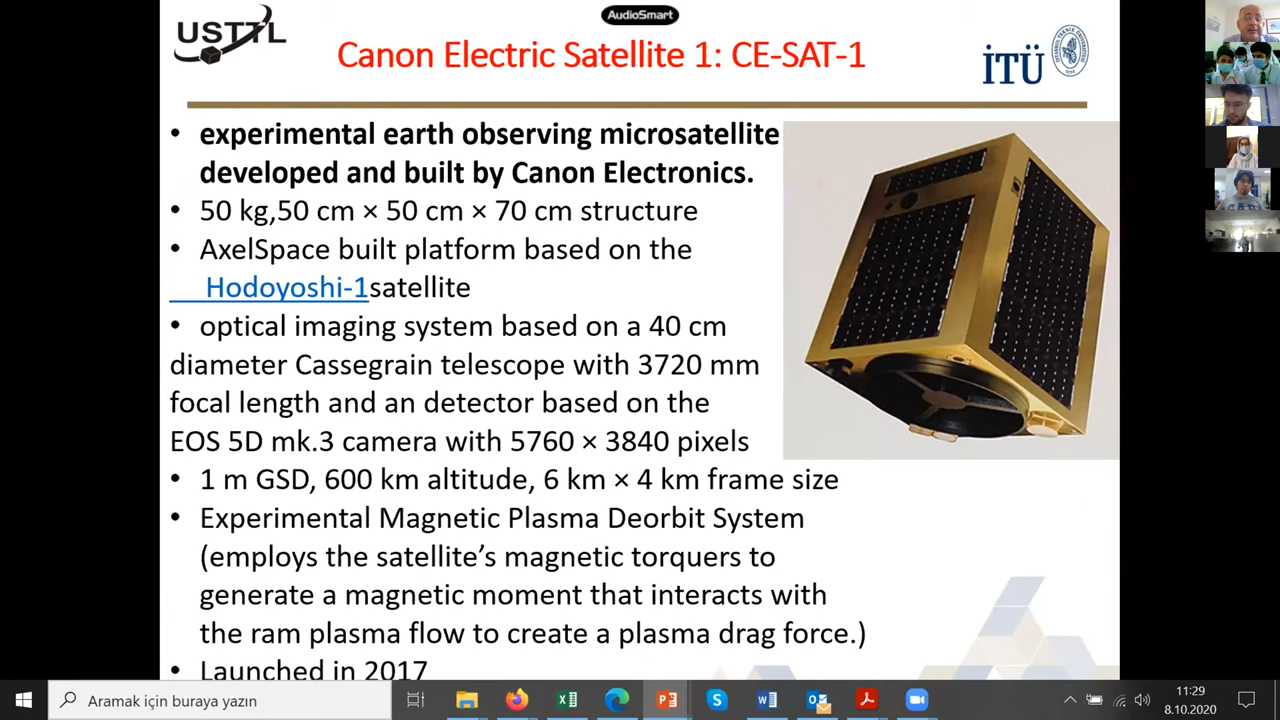 AudioSmart
USTTL
Canon Electric Satellite 1: CE-SAT-1
İTÜ
• experimental earth observing microsatellite
developed and built by Canon Electronics.
• 50 kg,50 cm × 50 cm × 70 cm structure
• AxelSpace built platform based on the
Hodoyoshi-1satellite
• optical imaging system based on a 40 cm
diameter Cassegrain telescope with 3720 mm
focal length and an detector based on the
EOS 5D mk.3 camera with 5760 × 3840 pixels
• 1 m GSD, 600 km altitude, 6 km × 4 km frame size
• Experimental Magnetic Plasma Deorbit System
(employs the satellite’s magnetic torquers to
generate a magnetic moment that interacts with
the ram plasma flow to create a plasma drag force.)
• Launched in 2017
Aramak için buraya yazın
11:29
8.10.2020